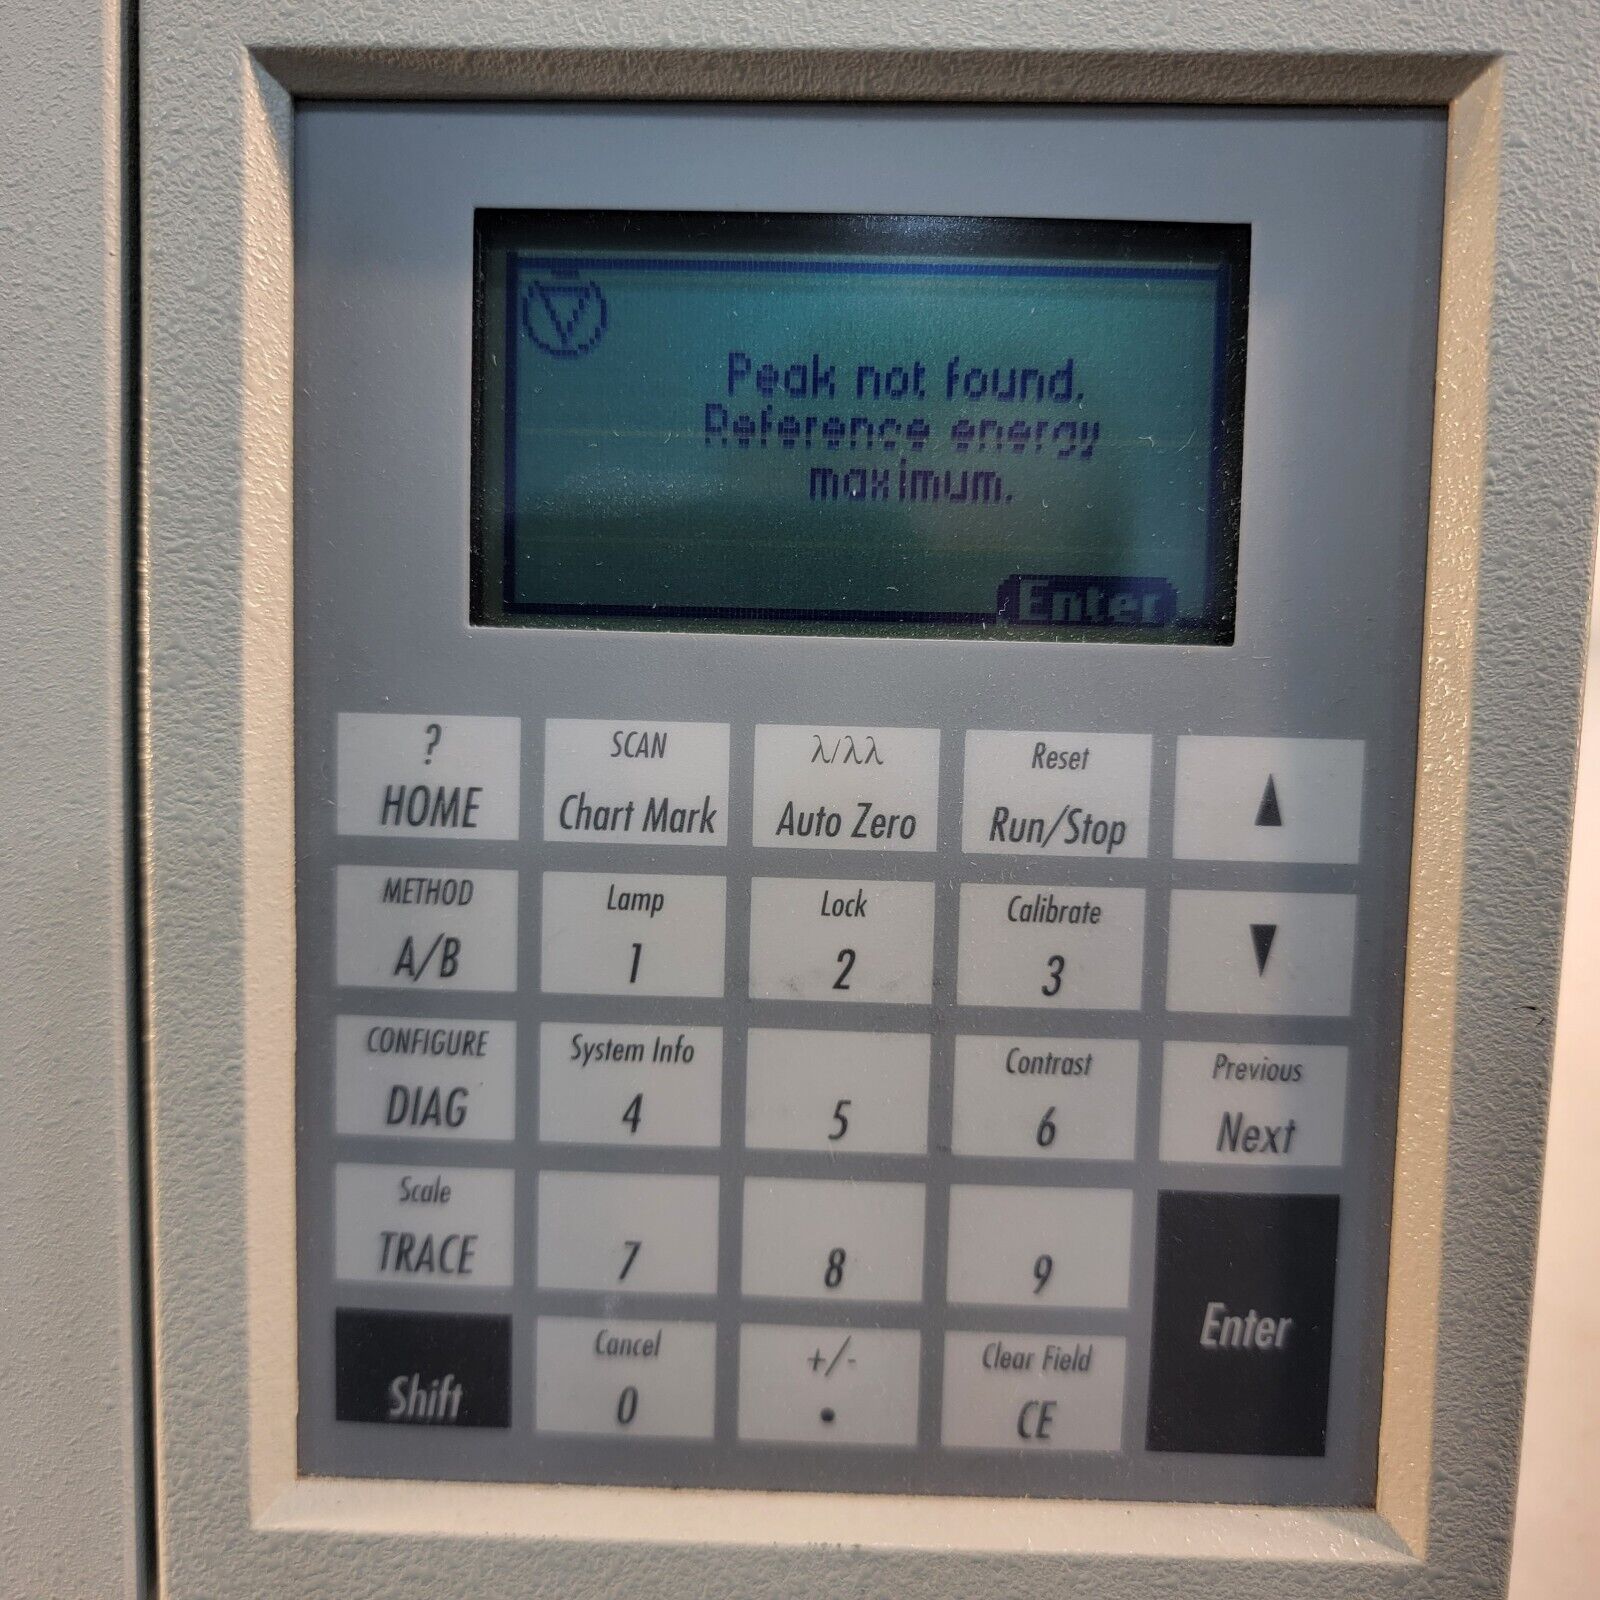 Peak not found.
Reference energy
maximum.
Enter
?
HOME
SCAN
Chart Mark
λ/λλ
Auto Zero
Reset
Run/Stop
▲
METHOD
A/B
Lamp
1
Lock
2
Calibrate
3
▼
CONFIGURE
DIAG
System Info
4
5
Contrast
6
Previous
Next
Scale
TRACE
7
8
9
Enter
Shift
Cancel
0
+/-
•
Clear Field
CE